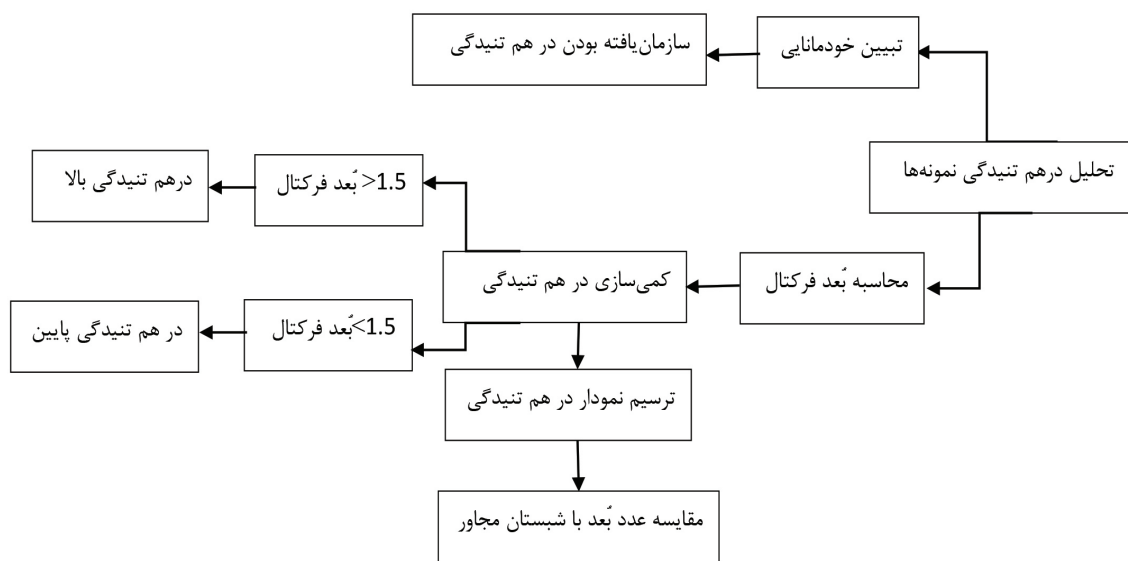 تبیین خودمانایی
سازمان‌یافته بودن در هم تنیدگی
تحلیل درهم تنیدگی نمونه‌ها
محاسبه بُعد فرکتال
کمی‌سازی در هم تنیدگی
بُعد فرکتال >1.5
درهم تنیدگی بالا
بُعد فرکتال<1.5
در هم تنیدگی پایین
ترسیم نمودار در هم تنیدگی
مقایسه عدد بُعد با شبستان مجاور